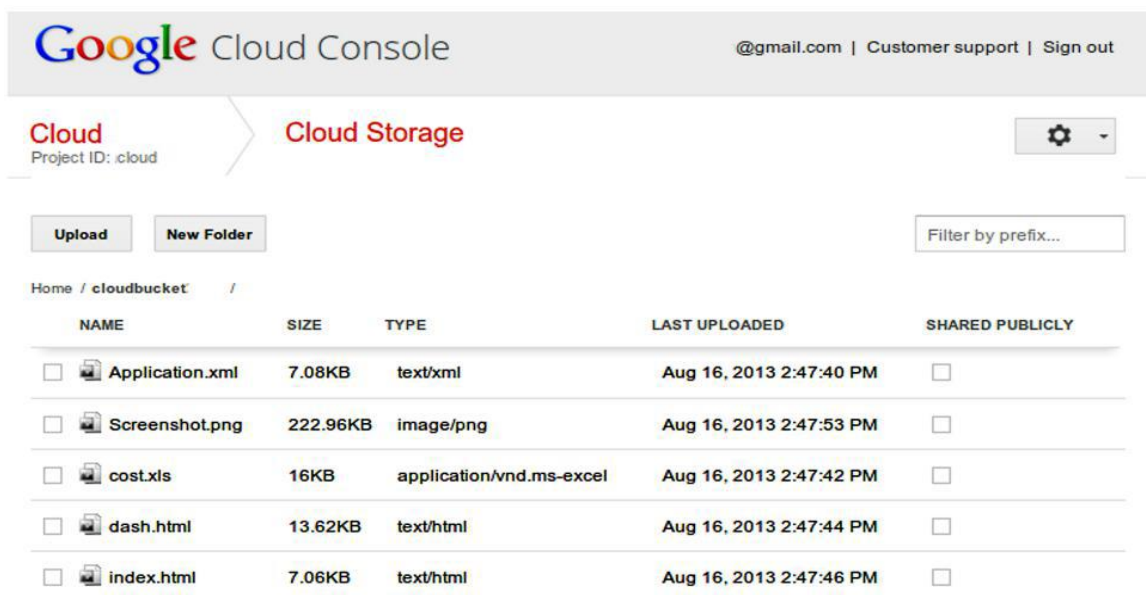 Google Cloud Console
@gmail.com | Customer support | Sign out
Cloud
Project ID: cloud
Cloud Storage
Upload New Folder
Filter by prefix...
Home / cloudbucket /
NAME SIZE TYPE LAST UPLOADED SHARED PUBLICLY
Application.xml 7.08KB text/xml Aug 16, 2013 2:47:40 PM
Screenshot.png 222.96KB image/png Aug 16, 2013 2:47:53 PM
cost.xls 16KB application/vnd.ms-excel Aug 16, 2013 2:47:42 PM
dash.html 13.62KB text/html Aug 16, 2013 2:47:44 PM
index.html 7.06KB text/html Aug 16, 2013 2:47:46 PM